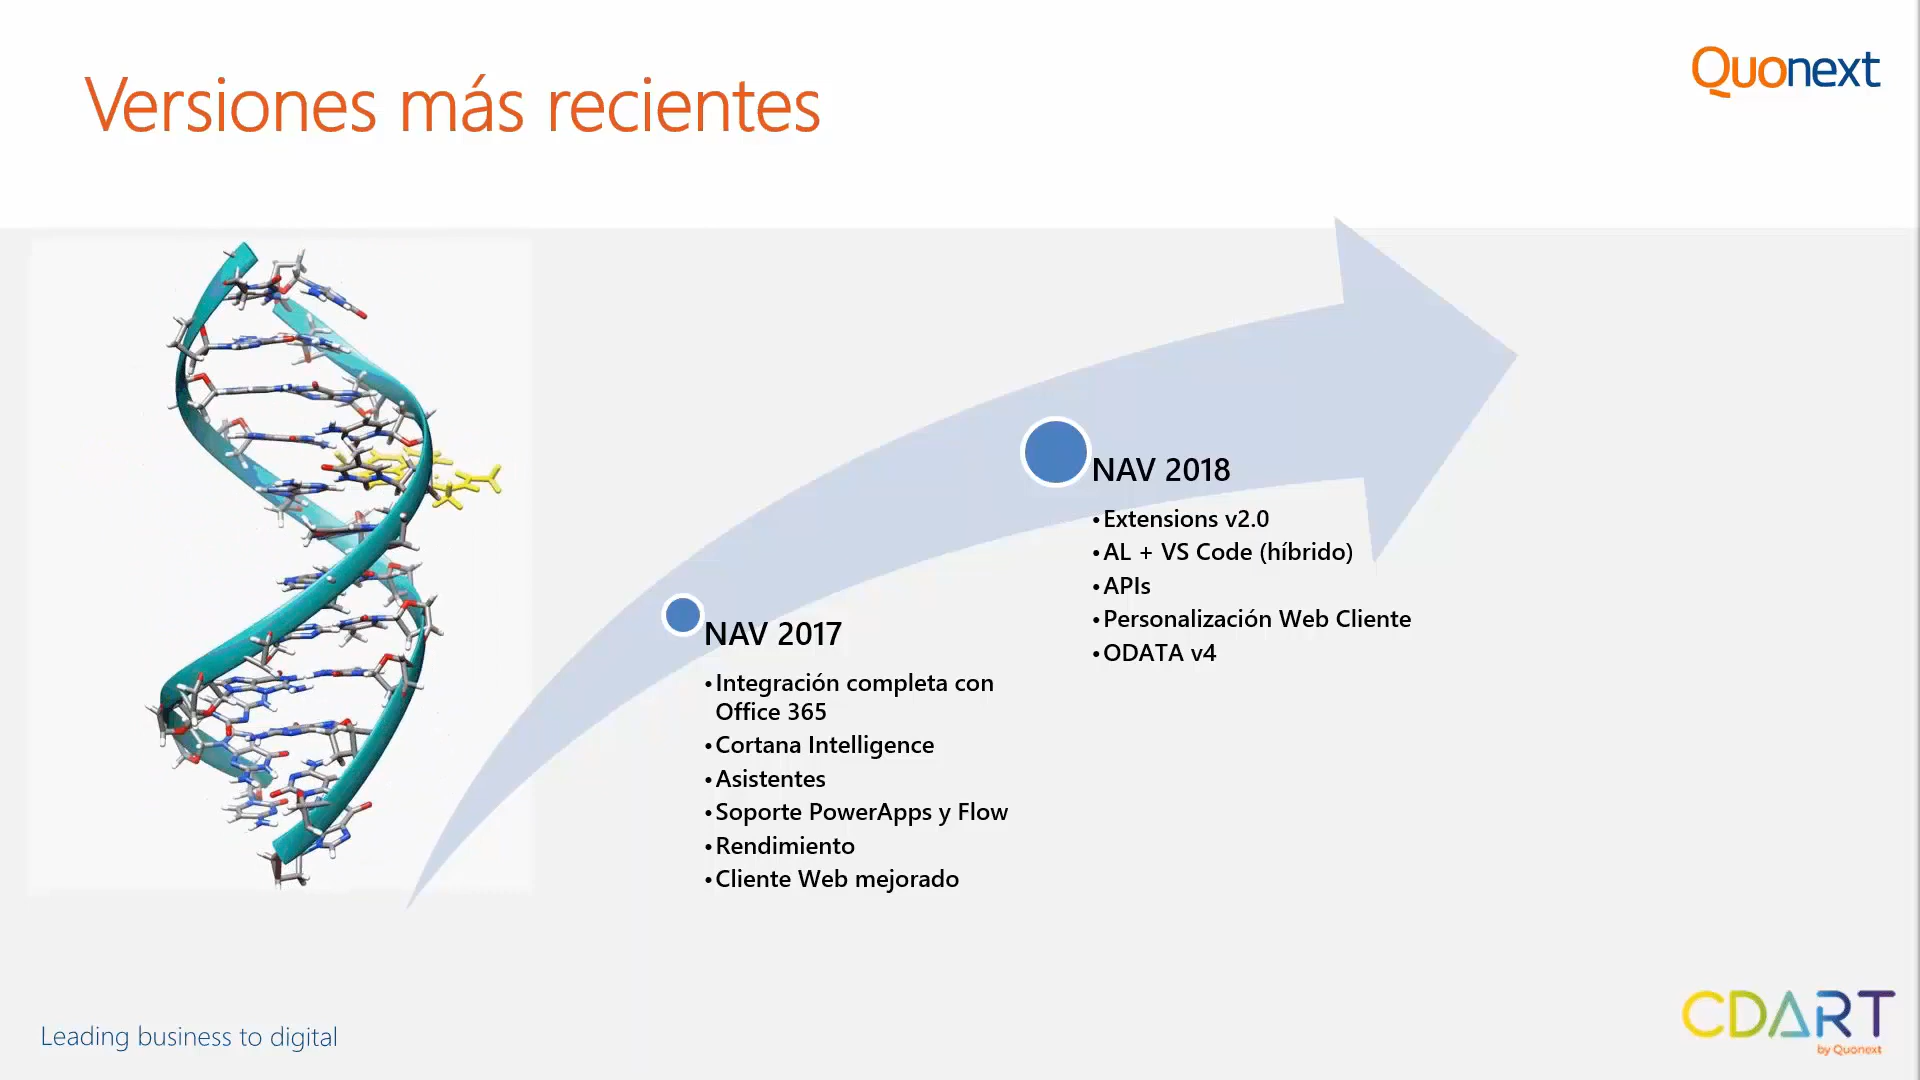 Versiones más recientes
Quonext
NAV 2017
•Integración completa con
Office 365
•Cortana Intelligence
•Asistentes
•Soporte PowerApps y Flow
•Rendimiento
•Cliente Web mejorado
NAV 2018
•Extensions v2.0
•AL + VS Code (híbrido)
•APIs
•Personalización Web Cliente
•ODATA v4
Leading business to digital
CDART
by Quonext